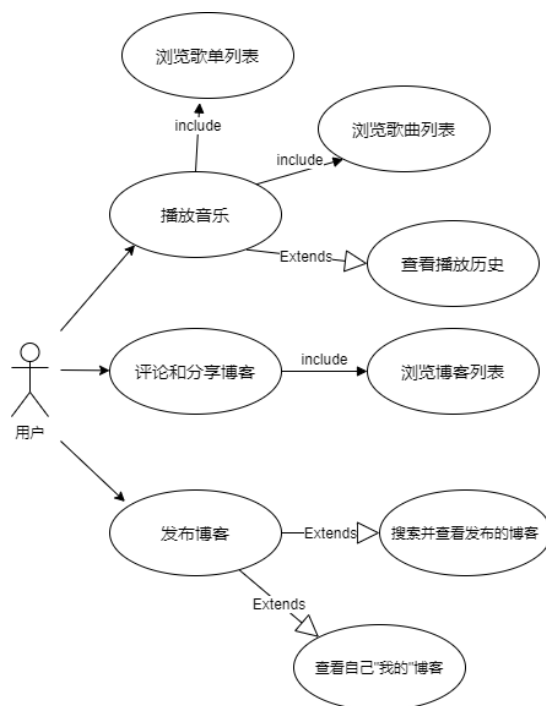 浏览歌单列表
include
浏览歌曲列表
include
播放音乐
Extends
查看播放历史
用户
评论和分享博客
include
浏览博客列表
发布博客
Extends
搜索并查看发布的博客
Extends
查看自己"我的"博客